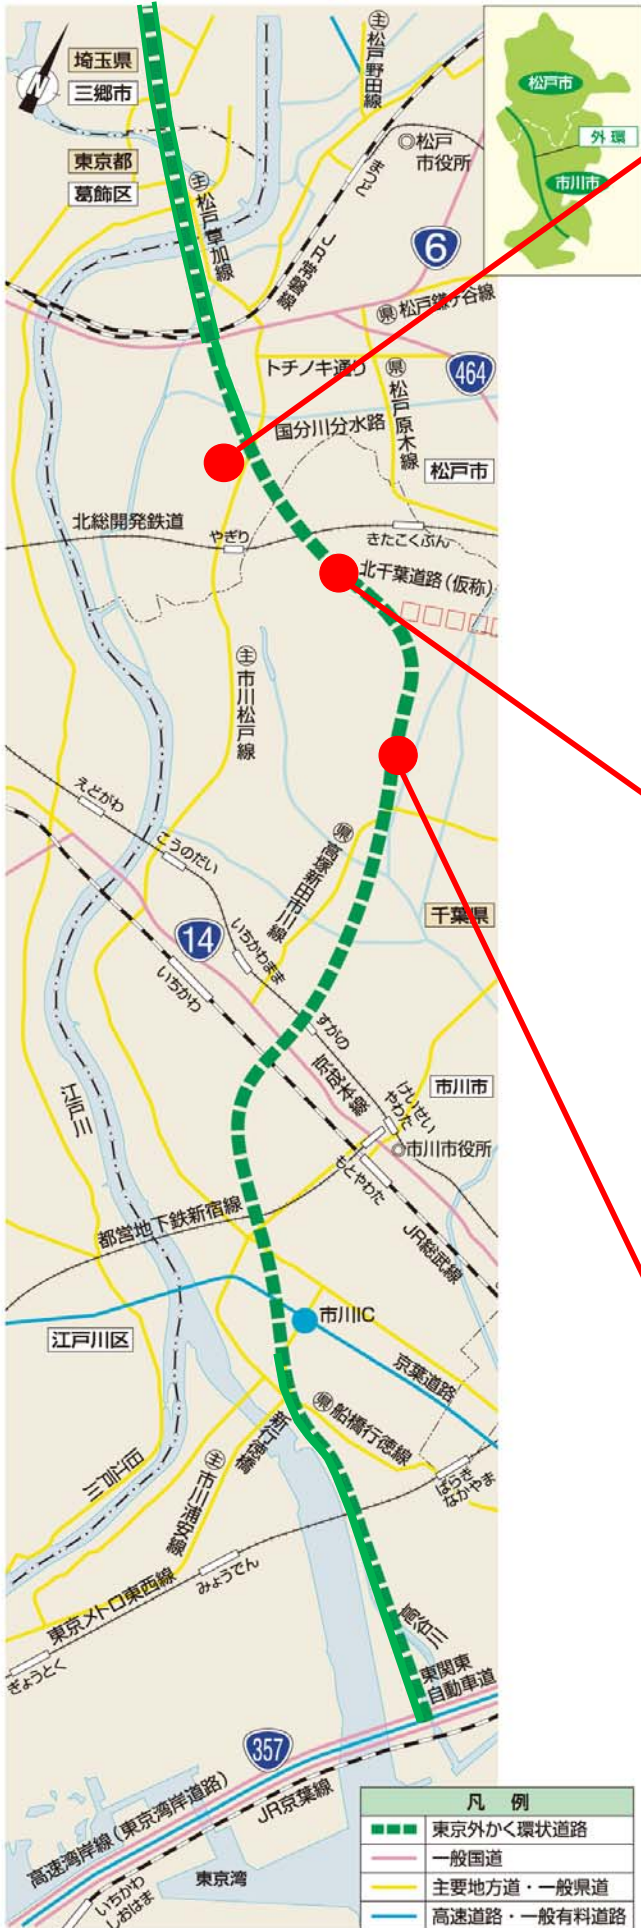 埼玉県
三郷市
東京都
葛飾区
N
主 松戸野田線
松戸市
外環
市川市
◎松戸市役所
まつど
主 松戸草加線
JR常磐線
6
県 松戸鎌ヶ谷線
トチノキ通り
県 松戸原木線
464
国分川分水路
松戸市
北総開発鉄道
やぎり
きたこくぶん
北千葉道路(仮称)
主 市川松戸線
えどがわ
こうのだい
県 高塚新田市川線
14
いちかわまま
千葉県
いちかわ
すがの
京成本線
江戸川
市川市
けいせい
やわた
◎市川市役所
もとやわた
都営地下鉄新宿線
JR総武線
市川IC
江戸川区
京葉道路
県 船橋行徳線
新行徳橋
旧江戸川
主 市川浦安線
ばらき
なかやま
みょうでん
東京メトロ東西線
ぎょうとく
高谷川
東関東
自動車道
357
高速湾岸線(東京湾岸道路)
JR京葉線
東京湾
いちかわ
しおはま
凡 例
東京外かく環状道路
一般国道
主要地方道・一般県道
高速道路・一般有料道路